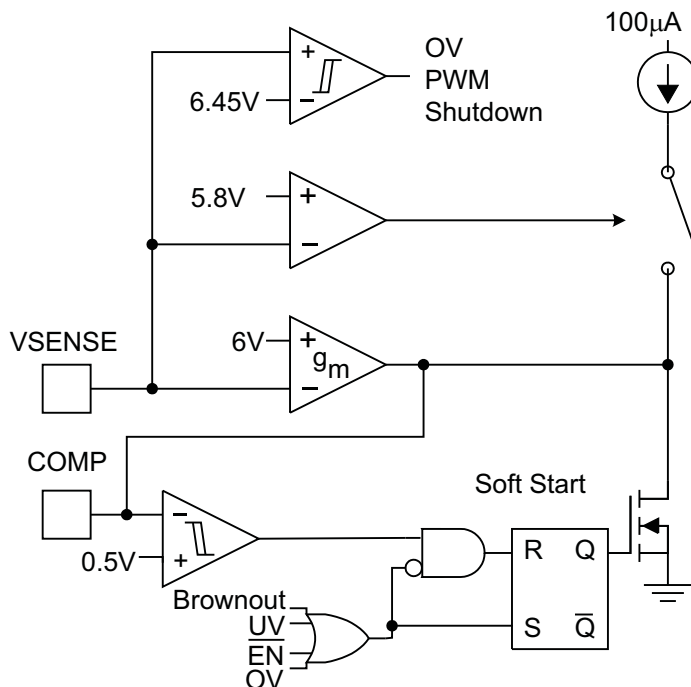 100μA
OV
PWM
Shutdown
+
6.45V
−
5.8V
+
−
VSENSE
6V
+
gm
−
COMP
Soft Start
−
0.5V
+
R Q
Brownout
UV
E̅N̅
OV
S Q̅